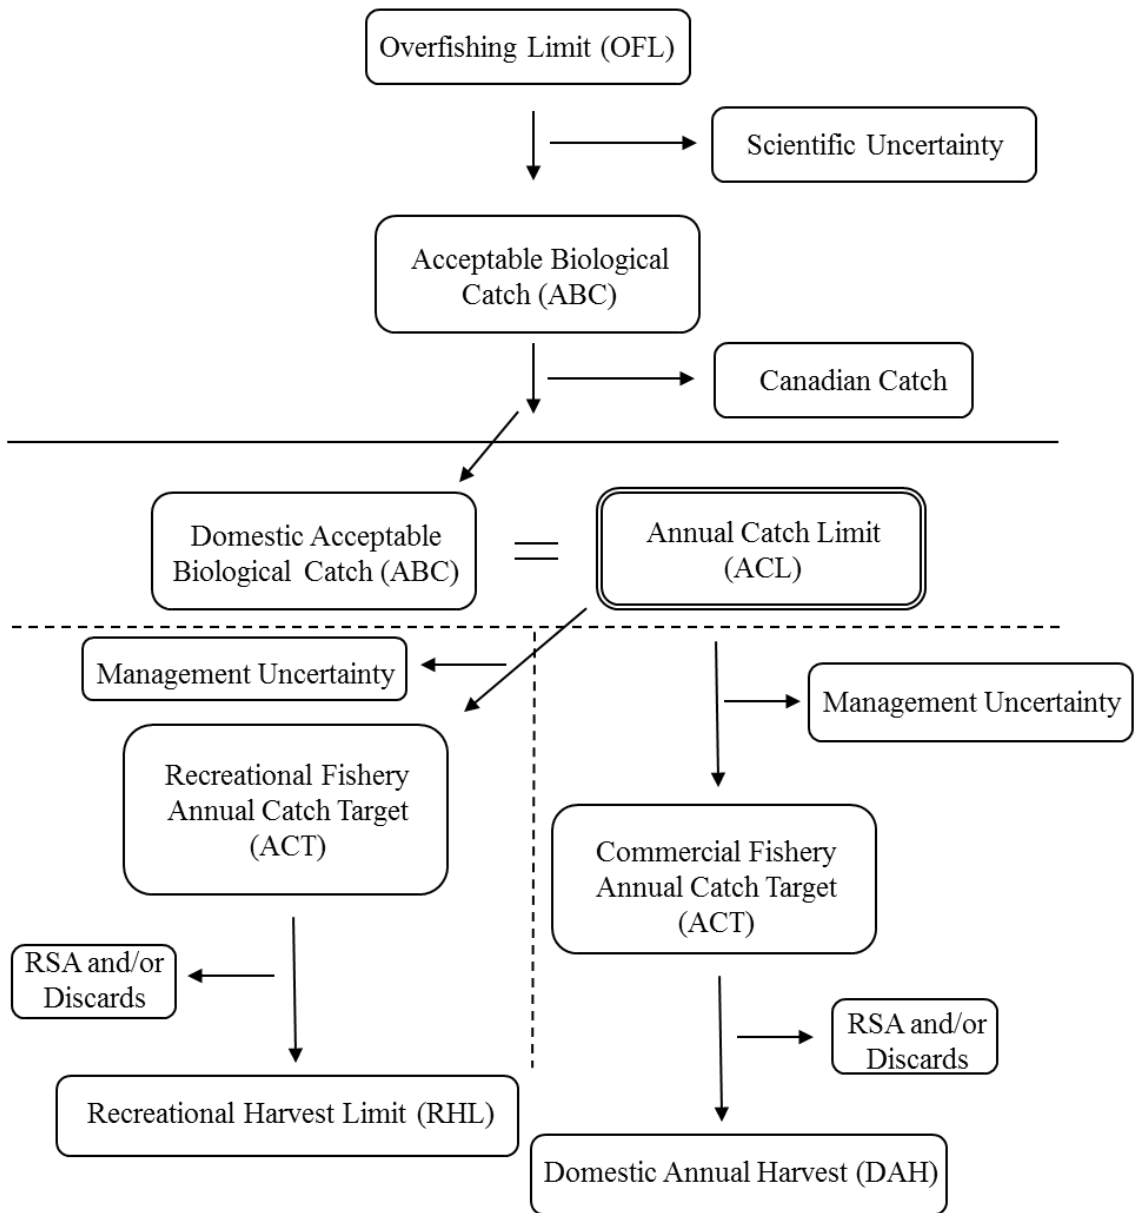 Overfishing Limit (OFL)
Scientific Uncertainty
Acceptable Biological
Catch (ABC)
Canadian Catch
Domestic Acceptable
Biological Catch (ABC)
Annual Catch Limit
(ACL)
Management Uncertainty
Management Uncertainty
Recreational Fishery
Annual Catch Target
(ACT)
Commercial Fishery
Annual Catch Target
(ACT)
RSA and/or
Discards
RSA and/or
Discards
Recreational Harvest Limit (RHL)
Domestic Annual Harvest (DAH)